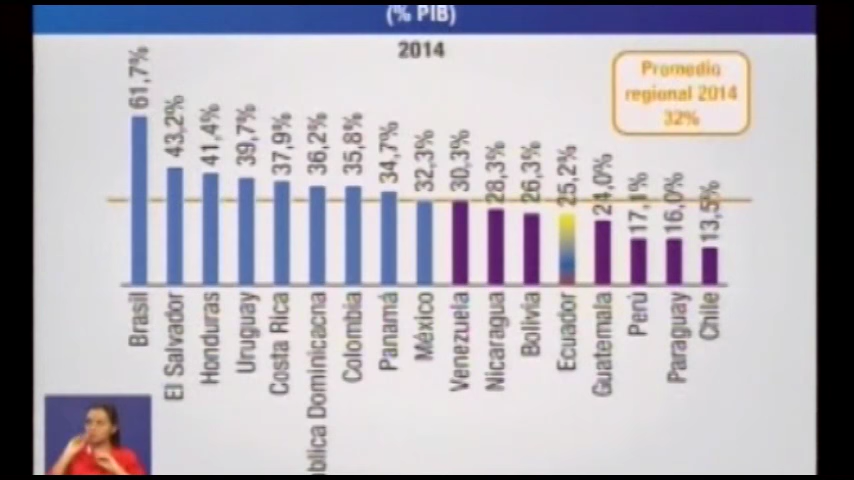 (% PIB)
2014
Promedio
regional 2014
32%
61,7%
43,2%
41,4%
39,7%
37,9%
36,2%
35,8%
34,7%
32,3%
30,3%
28,3%
26,3%
25,2%
24,0%
17,1%
16,0%
13,5%
Brasil
El Salvador
Honduras
Uruguay
Costa Rica
ública Dominicacna
Colombia
Panamá
México
Venezuela
Nicaragua
Bolivia
Ecuador
Guatemala
Perú
Paraguay
Chile